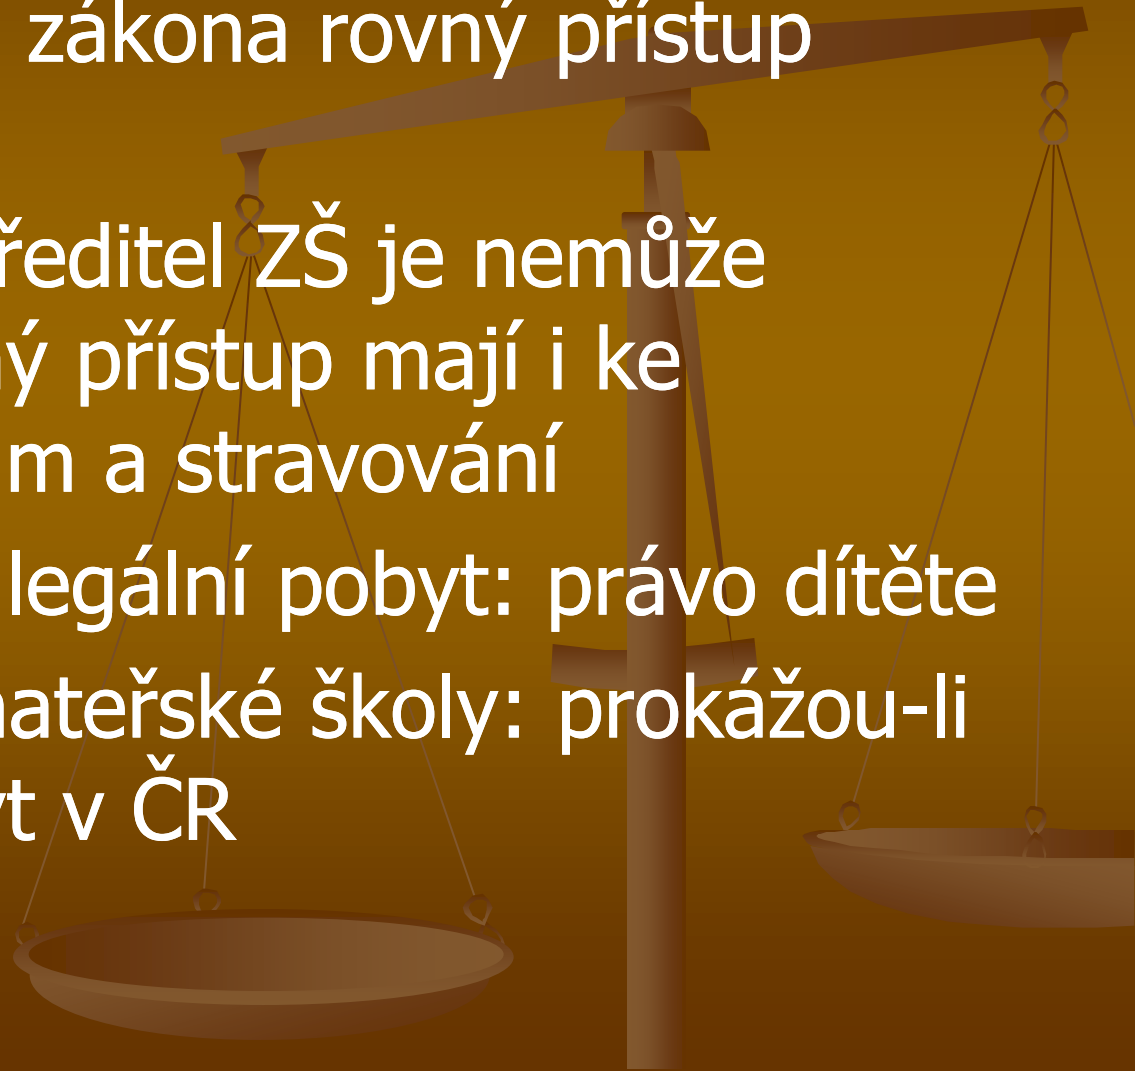 zákona rovný přístup
ředitel ZŠ je nemůže
ý přístup mají i ke
m a stravování
legální pobyt: právo dítěte
mateřské školy: prokážou-li
t v ČR